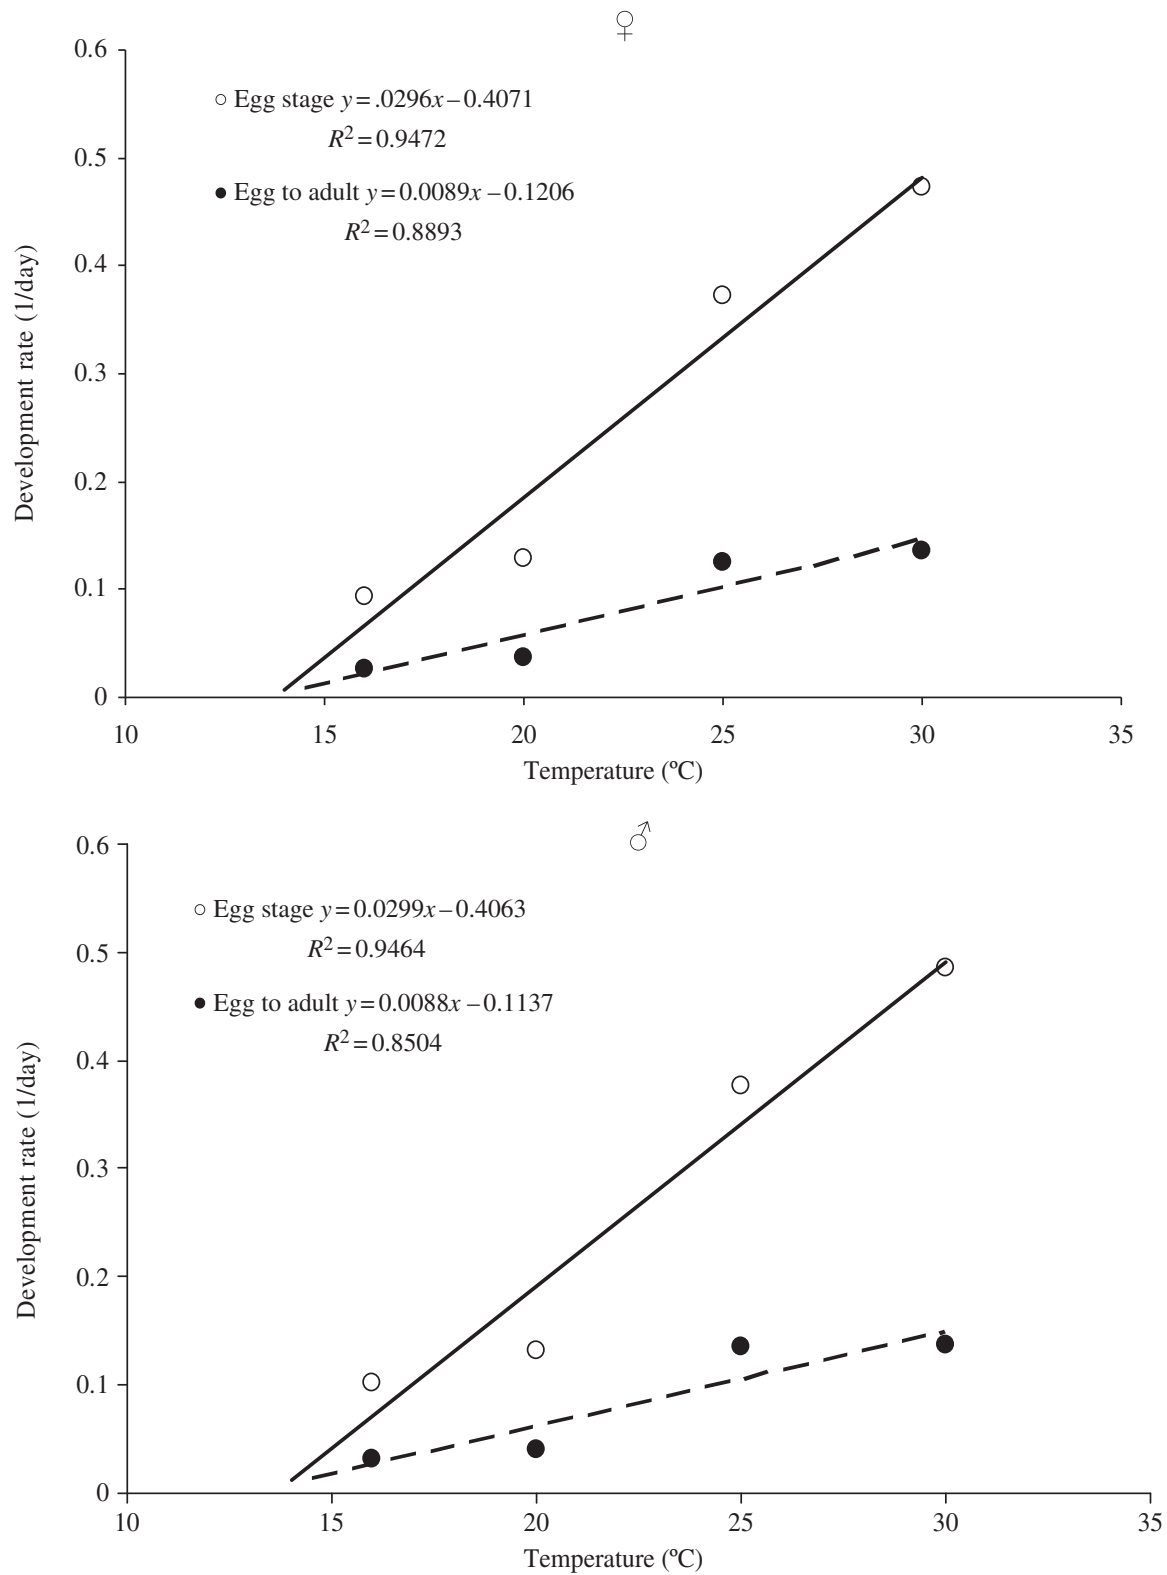 ♀
0.6
0.5
0.4
0.3
0.2
0.1
0
Development rate (1/day)
○ Egg stage y=.0296x–0.4071
R²=0.9472
● Egg to adult y=0.0089x–0.1206
R²=0.8893
10 15 20 25 30 35
Temperature (ºC)
♂
0.6
0.5
0.4
0.3
0.2
0.1
0
Development rate (1/day)
○ Egg stage y=0.0299x–0.4063
R²=0.9464
● Egg to adult y=0.0088x–0.1137
R²=0.8504
10 15 20 25 30 35
Temperature (ºC)